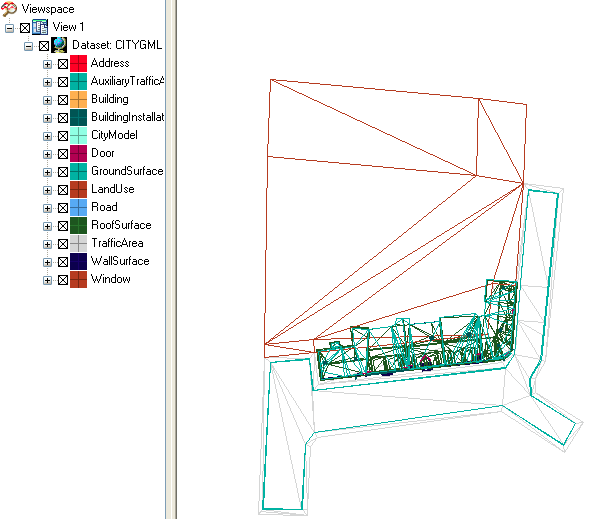 Viewspace
View 1
Dataset: CITYGML
Address
AuxiliaryTrafficA
Building
BuildingInstallat
CityModel
Door
GroundSurface
LandUse
Road
RoofSurface
TrafficArea
WallSurface
Window